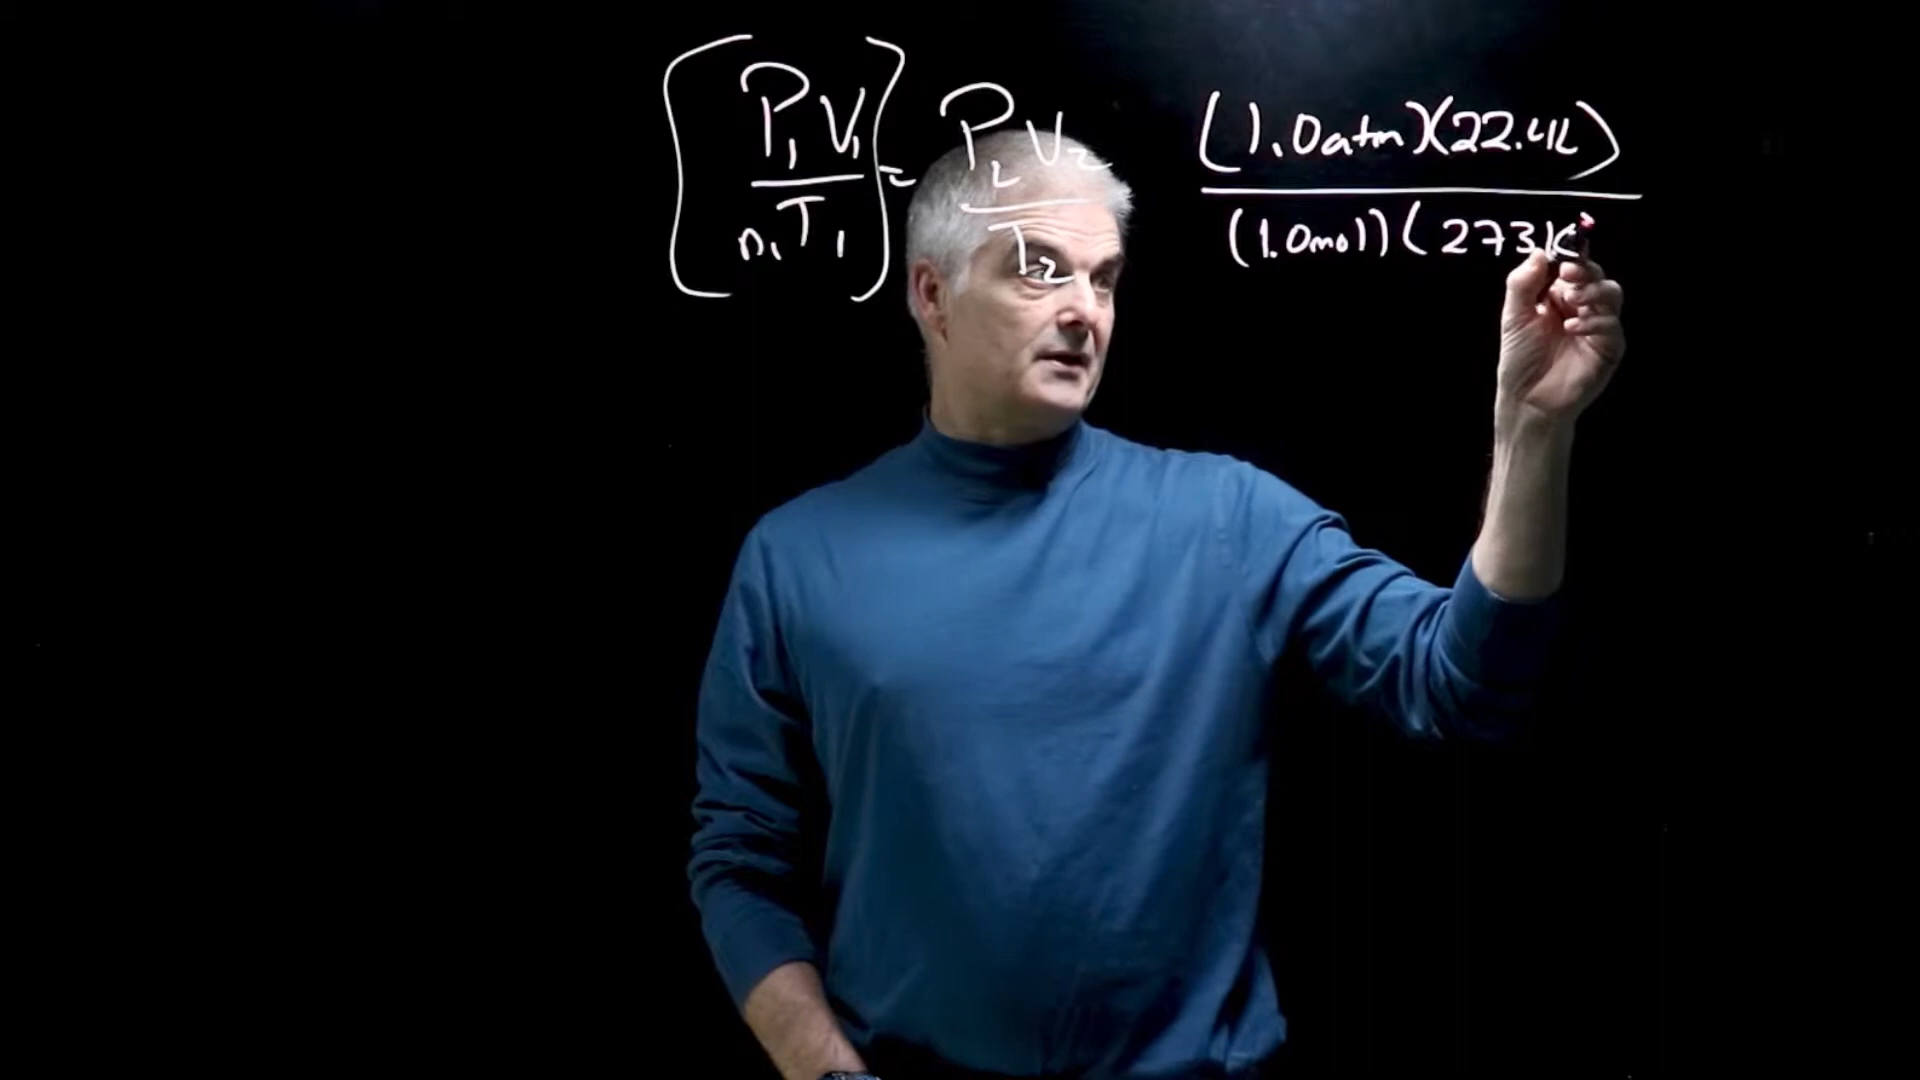 [P₁V₁ / n₁T₁] = P₂V₂ / T₂
(1.0atm)(22.4L)
(1.0mol)(273K